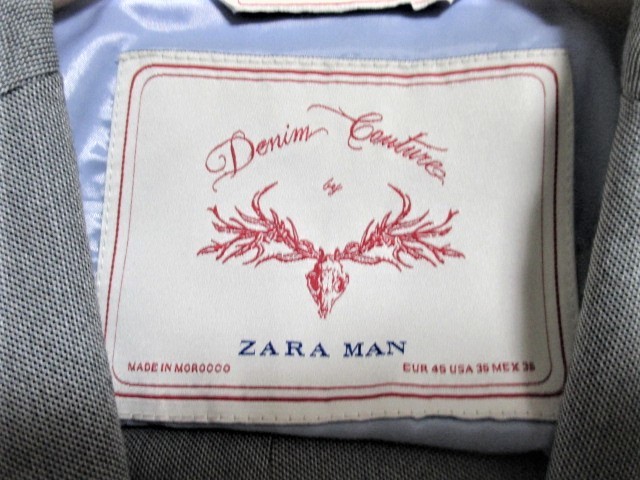 Denim Couture
by
ZARA MAN
MADE IN MOROCCO
EUR 46 USA 36 MEX 36